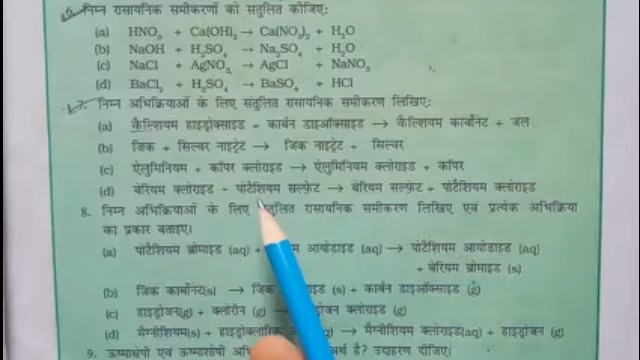 6. निम्न रासायनिक समीकरणों को संतुलित कीजिए:
(a) HNO₃ + Ca(OH)₂ → Ca(NO₃)₂ + H₂O
(b) NaOH + H₂SO₄ → Na₂SO₄ + H₂O
(c) NaCl + AgNO₃ → AgCl + NaNO₃
(d) BaCl₂ + H₂SO₄ → BaSO₄ + HCl
7. निम्न अभिक्रियाओं के लिए संतुलित रासायनिक समीकरण लिखिए:
(a) कैल्शियम हाइड्रोक्साइड + कार्बन डाइऑक्साइड → कैल्शियम कार्बोनेट + जल
(b) जिंक + सिल्वर नाइट्रेट → जिंक नाइट्रेट + सिल्वर
(c) ऐलुमिनियम + कॉपर क्लोराइड → ऐलुमिनियम क्लोराइड + कॉपर
(d) बेरियम क्लोराइड + पोटैशियम सल्फ़ेट → बेरियम सल्फ़ेट + पोटैशियम क्लोराइड
8. निम्न अभिक्रियाओं के लिए संतुलित रासायनिक समीकरण लिखिए एवं प्रत्येक अभिक्रिया
का प्रकार बताइए।
(a) पोटैशियम ब्रोमाइड (aq) + आयोडाइड (aq) → पोटैशियम आयोडाइड (aq)
+ बेरियम ब्रोमाइड (s)
(b) जिंक कार्बोनेट(s) → जिंक (s) + कार्बन डाइऑक्साइड (g)
(c) हाइड्रोजन(g) + क्लोरीन (g) क्लोराइड (g)
(d) मैग्नीशियम(s) + → मैग्नीशियम क्लोराइड(aq) + हाइड्रोजन (g)
9. ऊष्माक्षेपी एवं ऊष्माशोषी अर्थ है? उदाहरण दीजिए।